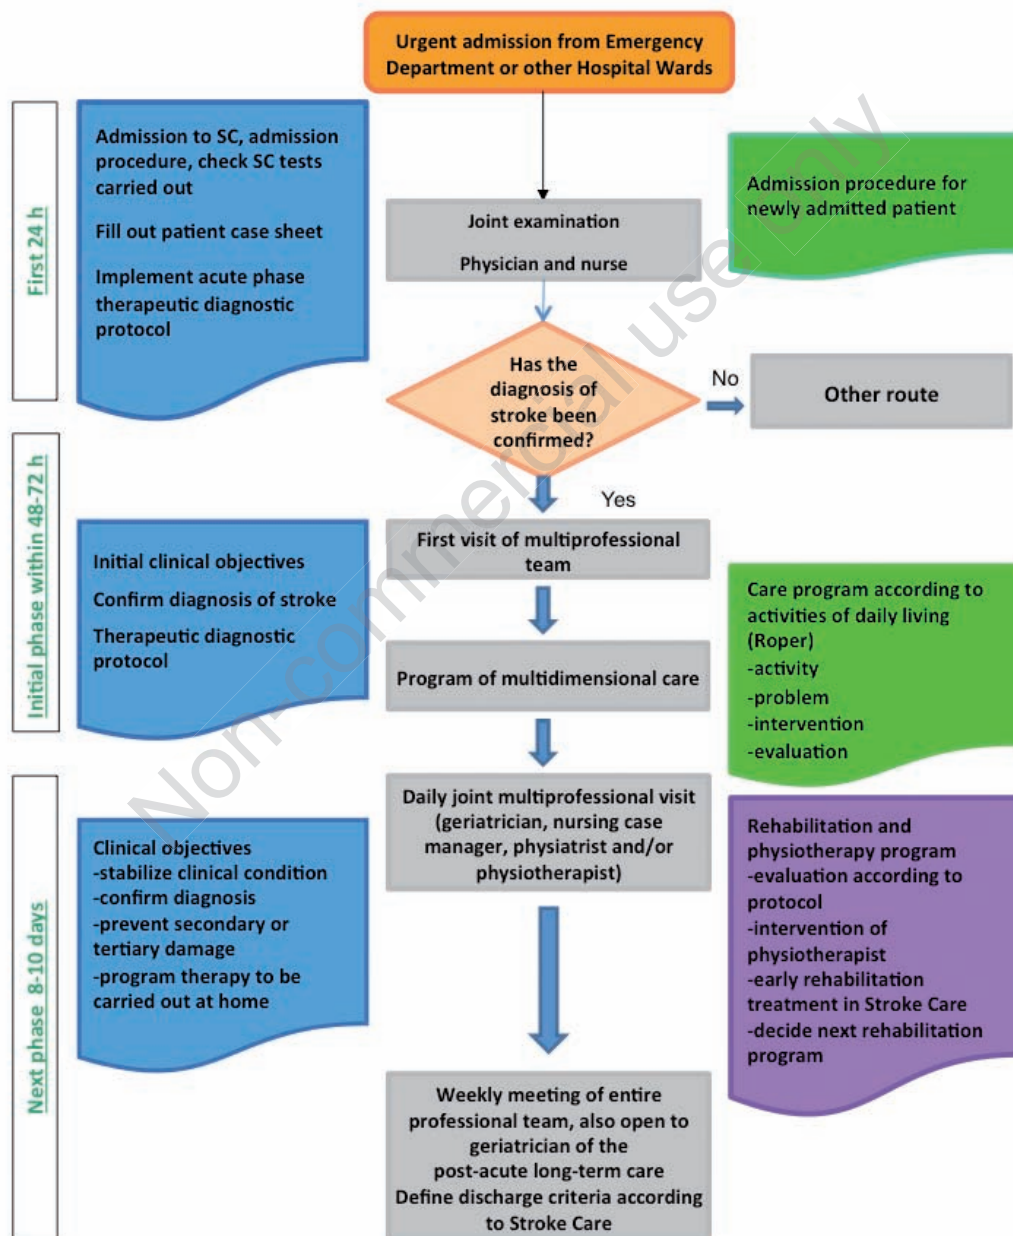 Urgent admission from Emergency
Department or other Hospital Wards
First 24 h
Admission to SC, admission
procedure, check SC tests
carried out
Fill out patient case sheet
Implement acute phase
therapeutic diagnostic
protocol
Joint examination
Physician and nurse
Admission procedure for
newly admitted patient
Has the
diagnosis of
stroke been
confirmed?
No
Other route
Yes
Initial phase within 48-72 h
Initial clinical objectives
Confirm diagnosis of stroke
Therapeutic diagnostic
protocol
First visit of multiprofessional
team
Program of multidimensional care
Care program according to
activities of daily living
(Roper)
-activity
-problem
-intervention
-evaluation
Next phase 8-10 days
Clinical objectives
-stabilize clinical condition
-confirm diagnosis
-prevent secondary or
tertiary damage
-program therapy to be
carried out at home
Daily joint multiprofessional visit
(geriatrician, nursing case
manager, physiatrist and/or
physiotherapist)
Rehabilitation and
physiotherapy program
-evaluation according to
protocol
-intervention of
physiotherapist
-early rehabilitation
treatment in Stroke Care
-decide next rehabilitation
program
Weekly meeting of entire
professional team, also open to
geriatrician of the
post-acute long-term care
Define discharge criteria according
to Stroke Care
Non-commercial use only